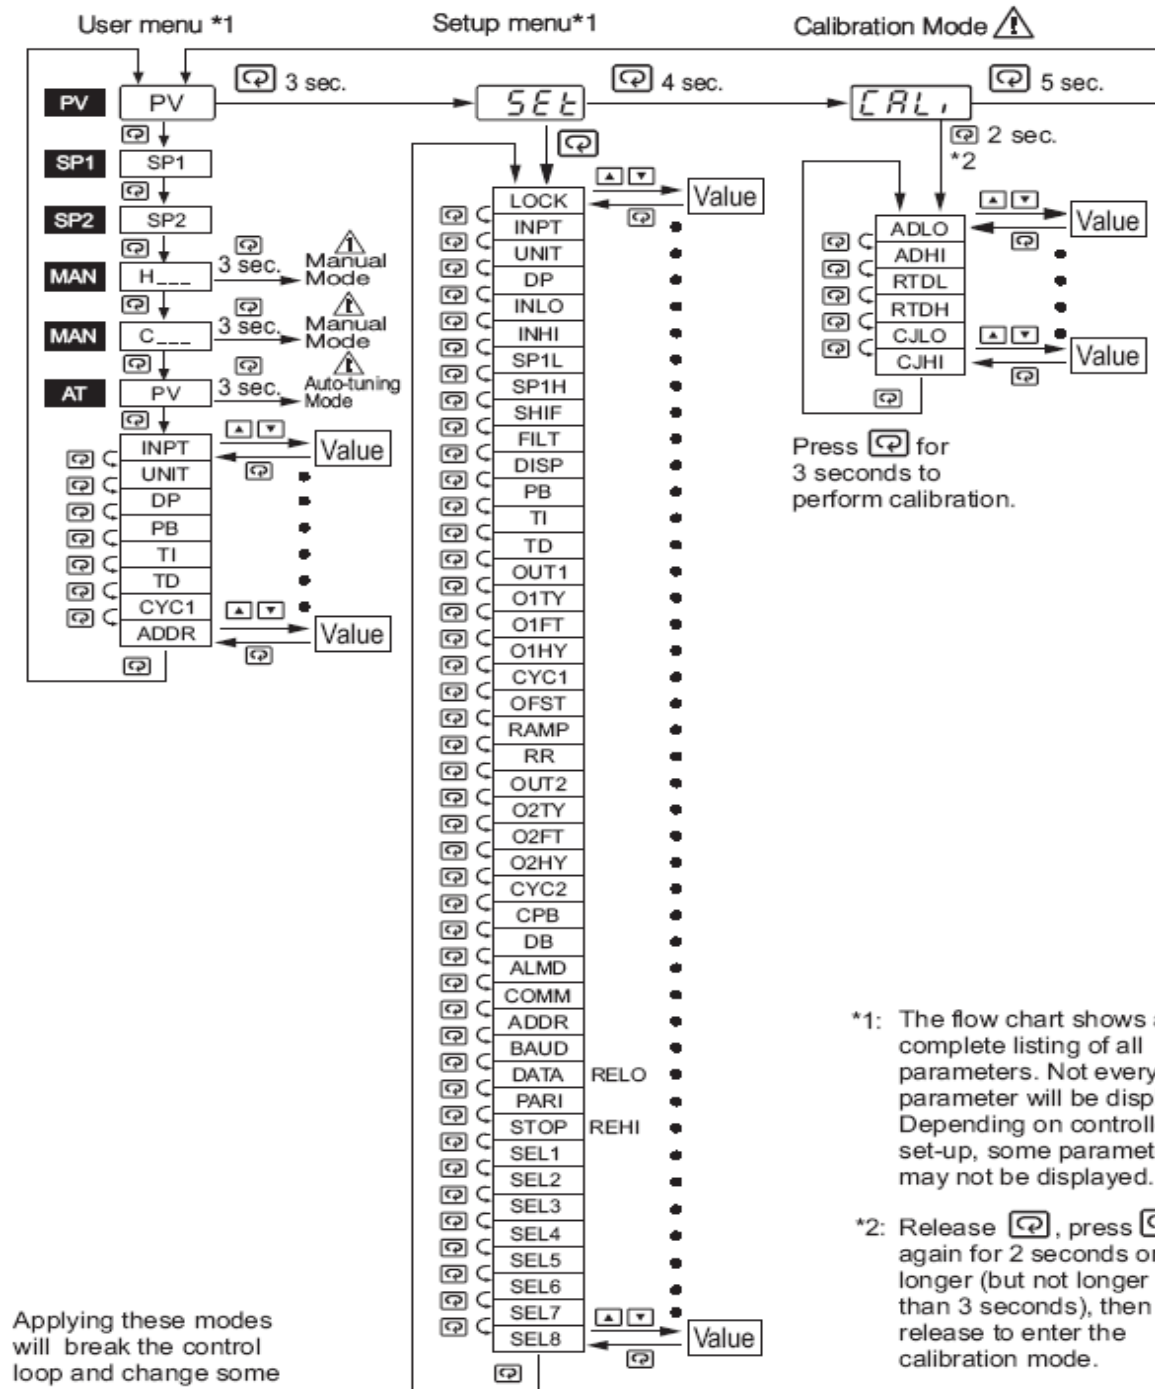 User menu *1
Setup menu*1
Calibration Mode
3 sec.
4 sec.
5 sec.
PV
PV
SEt
CALi
2 sec.
*2
SP1
SP1
SP2
SP2
MAN
H___
3 sec.
Manual
Mode
MAN
C___
3 sec.
Manual
Mode
AT
PV
3 sec.
Auto-tuning
Mode
INPT
Value
UNIT
DP
PB
TI
TD
CYC1
ADDR
Value
LOCK
Value
INPT
UNIT
DP
INLO
INHI
SP1L
SP1H
SHIF
FILT
DISP
PB
TI
TD
OUT1
O1TY
O1FT
O1HY
CYC1
OFST
RAMP
RR
OUT2
O2TY
O2FT
O2HY
CYC2
CPB
DB
ALMD
COMM
ADDR
BAUD
DATA RELO
PARI
STOP REHI
SEL1
SEL2
SEL3
SEL4
SEL5
SEL6
SEL7
SEL8
Value
ADLO
Value
ADHI
RTDL
RTDH
CJLO
CJHI
Value
Press for
3 seconds to
perform calibration.
*1: The flow chart shows a
complete listing of all
parameters. Not every
parameter will be disp
Depending on controll
set-up, some paramet
may not be displayed.
*2: Release , press
again for 2 seconds or
longer (but not longer
than 3 seconds), then
release to enter the
calibration mode.
Applying these modes
will break the control
loop and change some